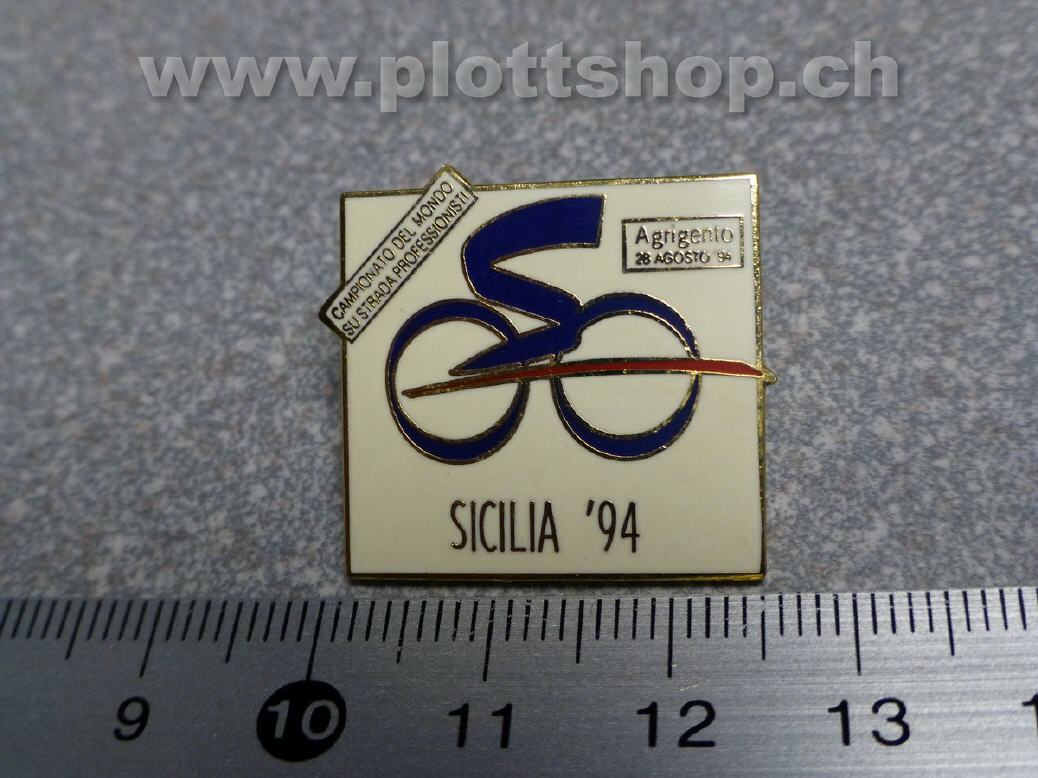 www.plottshop.ch
CAMPIONATO DEL MONDO
SU STRADA PROFESSIONISTI
Agrigento
28 AGOSTO '94
SICILIA '94
9 10 11 12 13